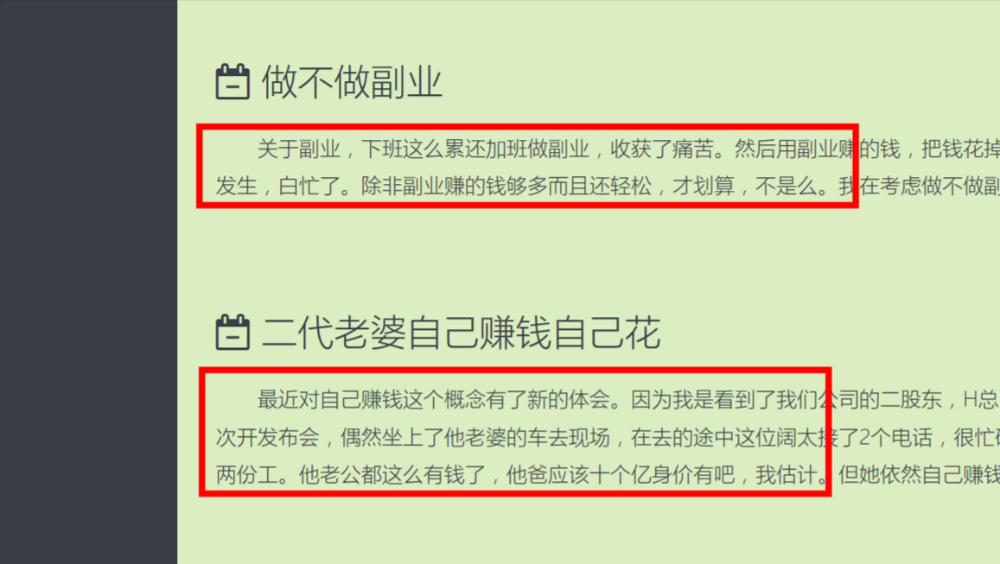 做不做副业
关于副业，下班这么累还加班做副业，收获了痛苦。然后用副业赚的钱，把钱花掉
发生，白忙了。除非副业赚的钱够多而且还轻松，才划算，不是么。我在考虑做不做副
二代老婆自己赚钱自己花
最近对自己赚钱这个概念有了新的体会。因为我是看到了我们公司的二股东，H总
次开发布会，偶然坐上了他老婆的车去现场，在去的途中这位阔太接了2个电话，很忙
两份工。他老公都这么有钱了，他爸应该十个亿身价有吧，我估计。但她依然自己赚钱